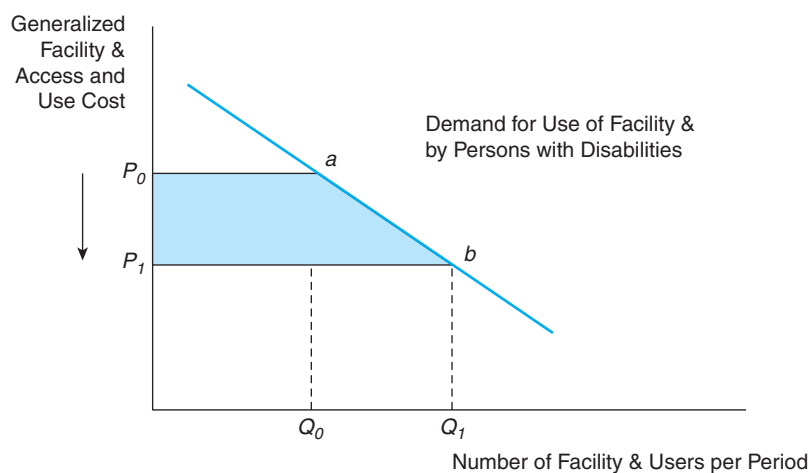 Generalized
Facility &
Access and
Use Cost
Demand for Use of Facility &
by Persons with Disabilities
a
P0
b
P1
Q0
Q1
Number of Facility & Users per Period